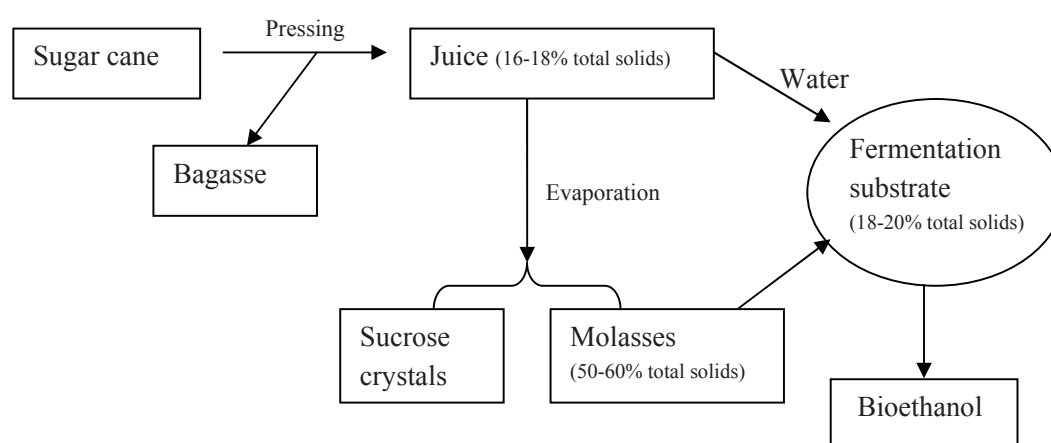 Pressing
Sugar cane
Juice (16-18% total solids)
Water
Bagasse
Fermentation
substrate
(18-20% total solids)
Evaporation
Sucrose
crystals
Molasses
(50-60% total solids)
Bioethanol